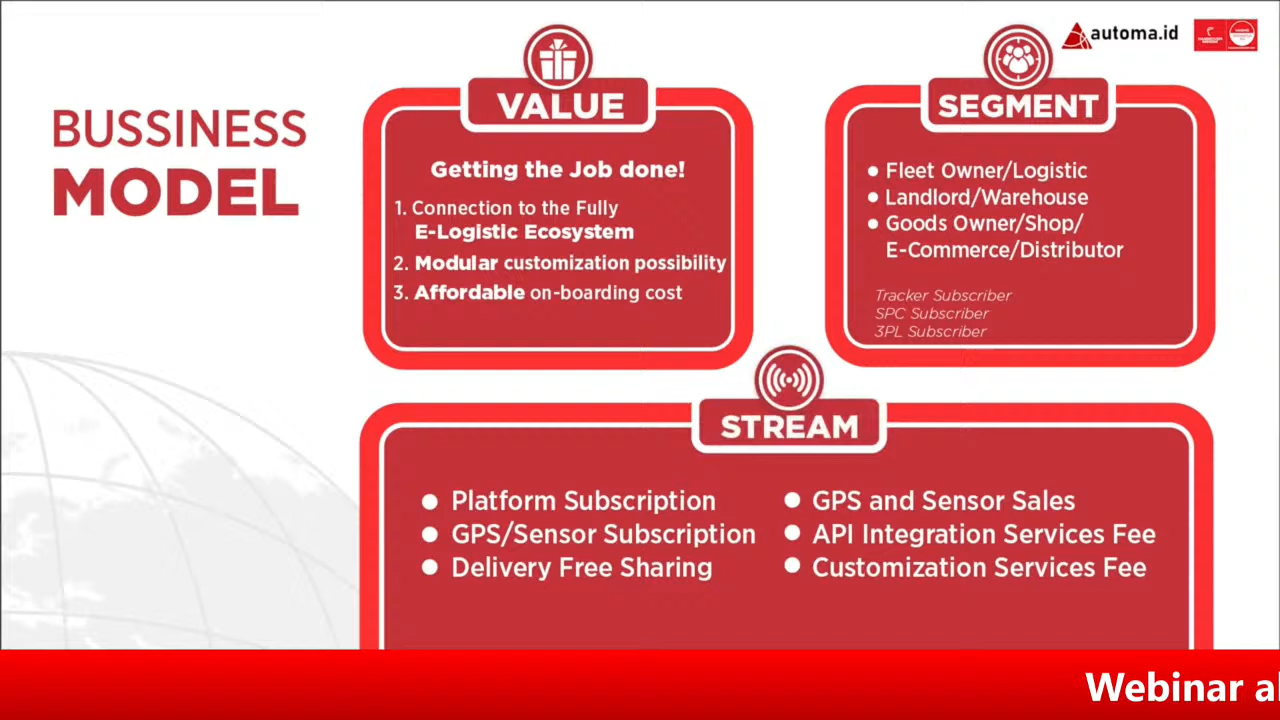 automa.id
BUSSINESS
MODEL
VALUE
Getting the Job done!
1. Connection to the Fully
E-Logistic Ecosystem
2. Modular customization possibility
3. Affordable on-boarding cost
SEGMENT
● Fleet Owner/Logistic
● Landlord/Warehouse
● Goods Owner/Shop/
E-Commerce/Distributor
Tracker Subscriber
SPC Subscriber
3PL Subscriber
STREAM
● Platform Subscription
● GPS/Sensor Subscription
● Delivery Free Sharing
● GPS and Sensor Sales
● API Integration Services Fee
● Customization Services Fee
Webinar